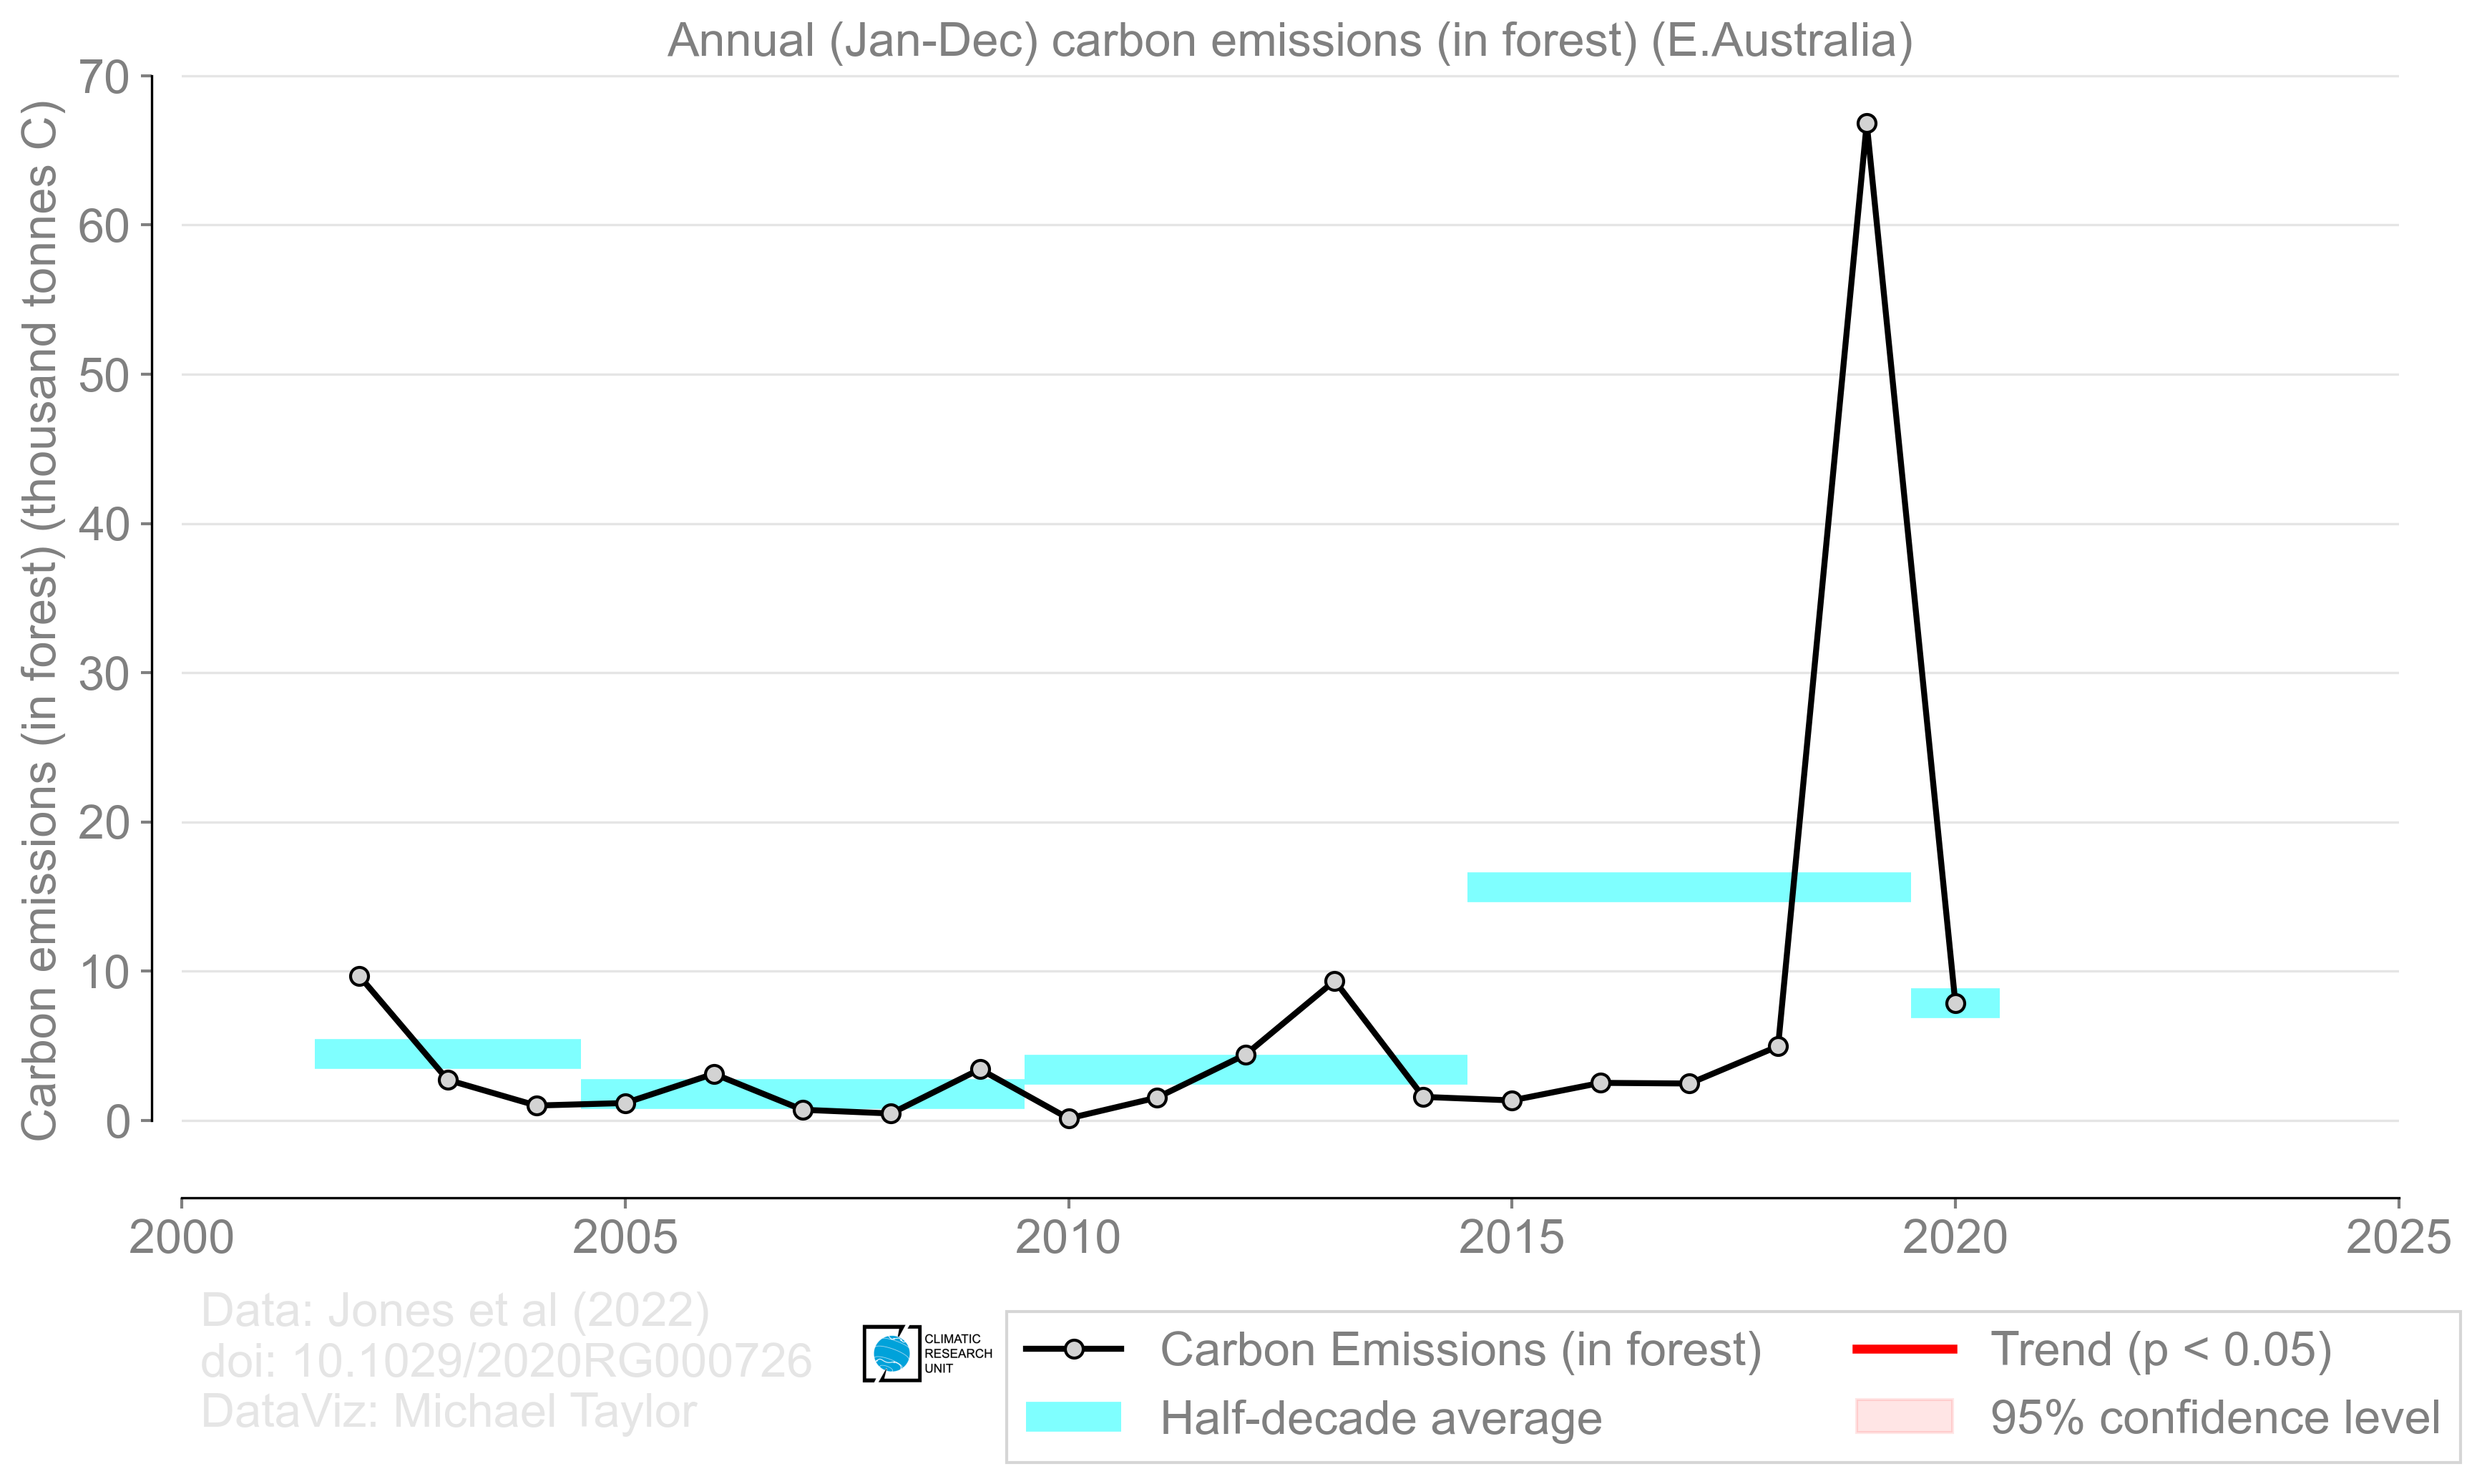 Annual (Jan-Dec) carbon emissions (in forest) (E.Australia)
Carbon emissions (in forest) (thousand tonnes C)
70
60
50
40
30
20
10
0
2000 2005 2010 2015 2020 2025
Data: Jones et al (2022)
doi: 10.1029/2020RG000726
DataViz: Michael Taylor
CLIMATIC
RESEARCH
UNIT
Carbon Emissions (in forest)
Half-decade average
Trend (p < 0.05)
95% confidence level